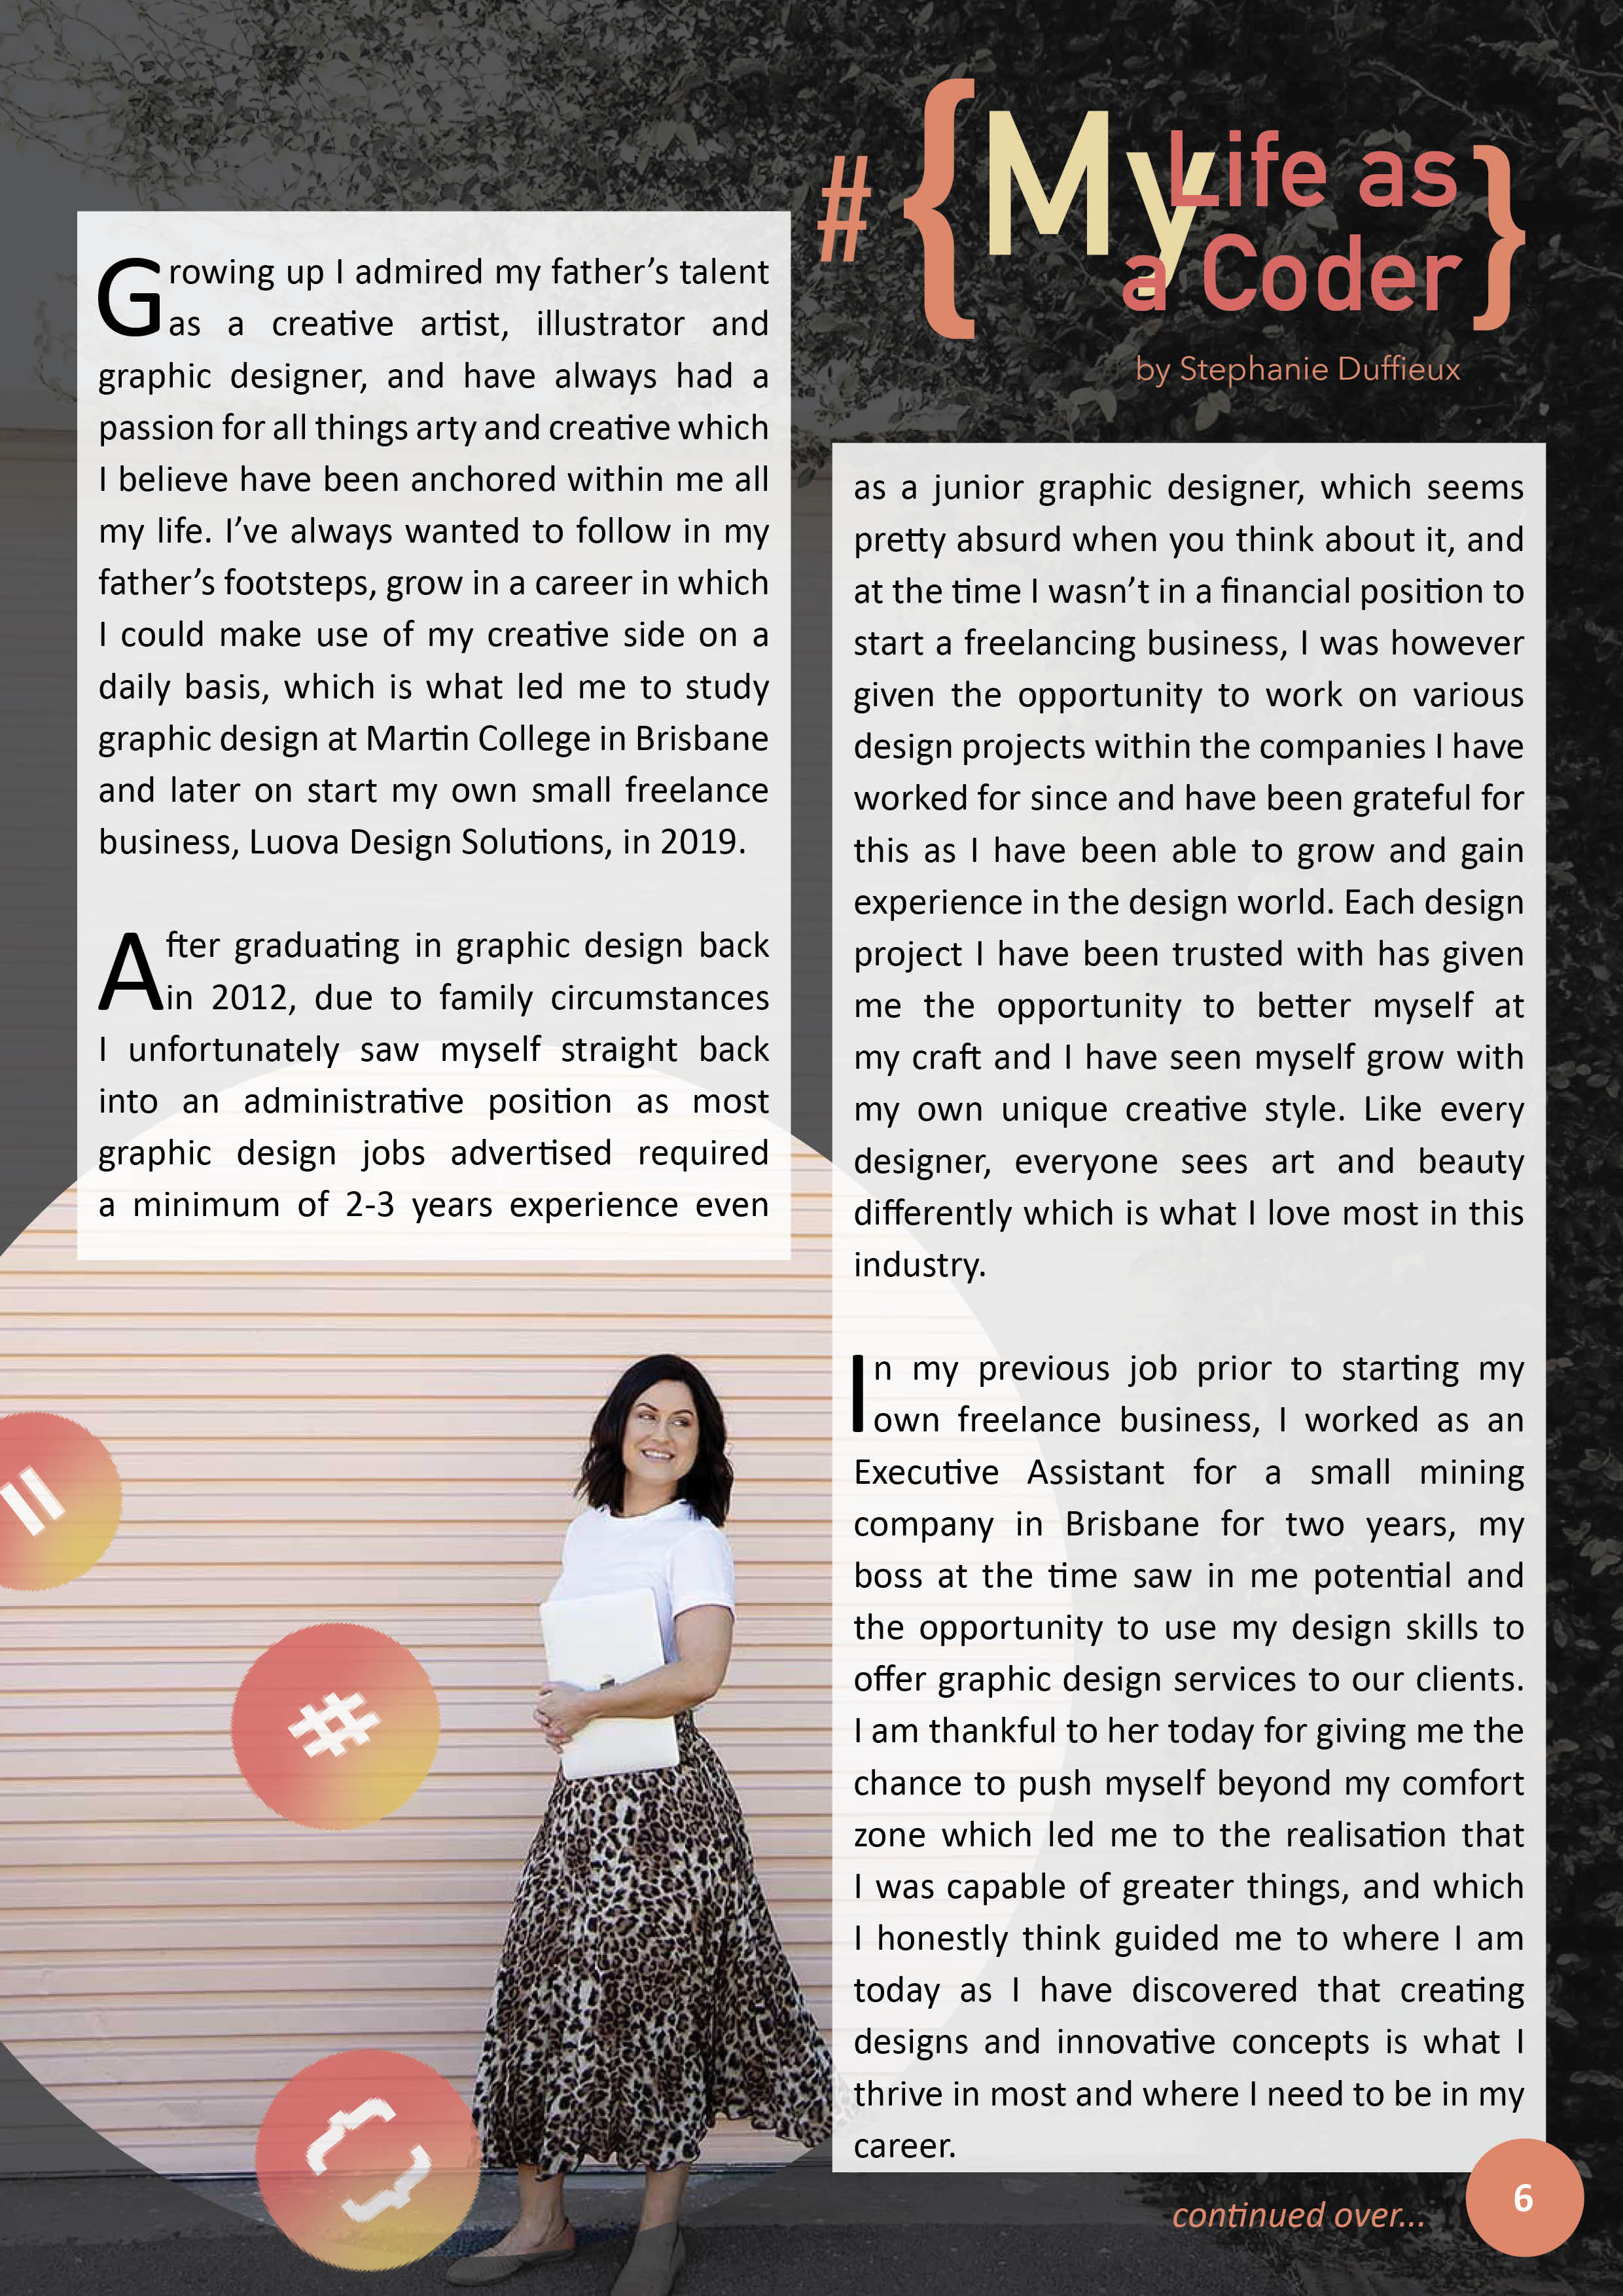 # {My Life as
a Coder}
by Stephanie Duffieux
Growing up I admired my father’s talent
as a creative artist, illustrator and
graphic designer, and have always had a
passion for all things arty and creative which
I believe have been anchored within me all
my life. I’ve always wanted to follow in my
father’s footsteps, grow in a career in which
I could make use of my creative side on a
daily basis, which is what led me to study
graphic design at Martin College in Brisbane
and later on start my own small freelance
business, Luova Design Solutions, in 2019.
After graduating in graphic design back
in 2012, due to family circumstances
I unfortunately saw myself straight back
into an administrative position as most
graphic design jobs advertised required
a minimum of 2-3 years experience even
as a junior graphic designer, which seems
pretty absurd when you think about it, and
at the time I wasn’t in a financial position to
start a freelancing business, I was however
given the opportunity to work on various
design projects within the companies I have
worked for since and have been grateful for
this as I have been able to grow and gain
experience in the design world. Each design
project I have been trusted with has given
me the opportunity to better myself at
my craft and I have seen myself grow with
my own unique creative style. Like every
designer, everyone sees art and beauty
differently which is what I love most in this
industry.
In my previous job prior to starting my
own freelance business, I worked as an
Executive Assistant for a small mining
company in Brisbane for two years, my
boss at the time saw in me potential and
the opportunity to use my design skills to
offer graphic design services to our clients.
I am thankful to her today for giving me the
chance to push myself beyond my comfort
zone which led me to the realisation that
I was capable of greater things, and which
I honestly think guided me to where I am
today as I have discovered that creating
designs and innovative concepts is what I
thrive in most and where I need to be in my
career.
//
#
{}
continued over...
6